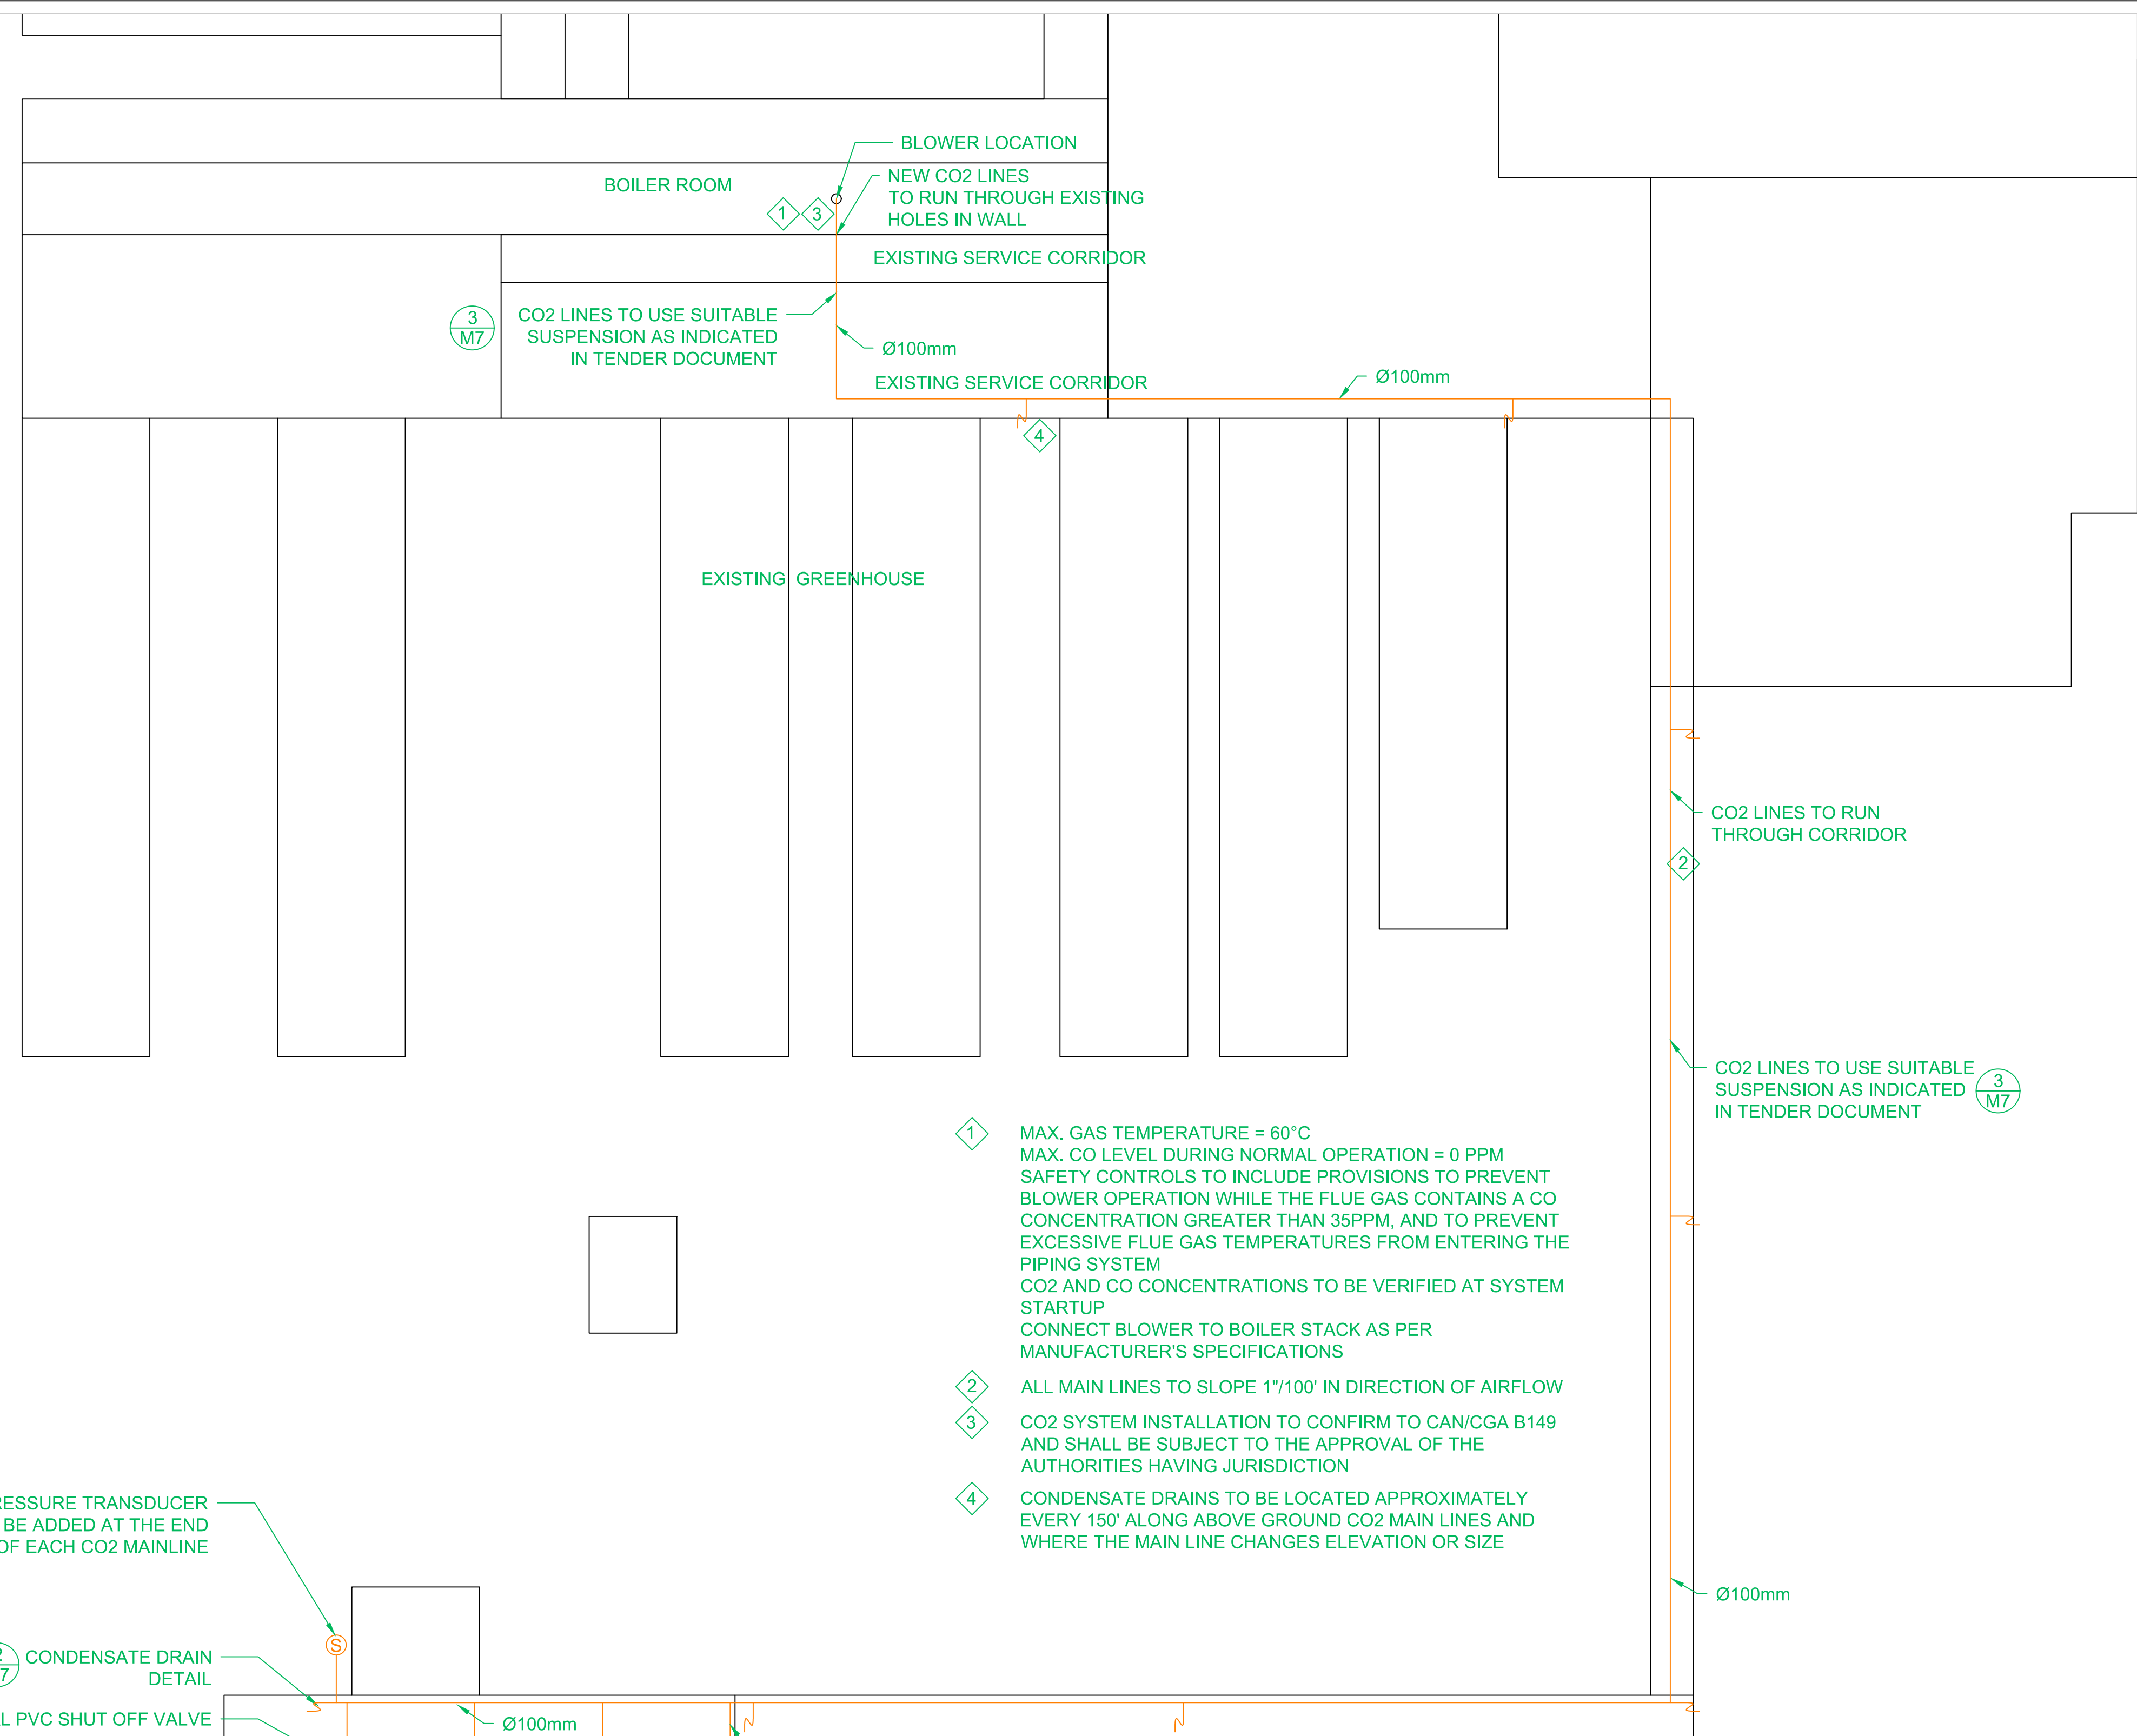 BLOWER LOCATION
BOILER ROOM
NEW CO2 LINES
TO RUN THROUGH EXISTING
HOLES IN WALL
1
3
EXISTING SERVICE CORRIDOR
3
M7
CO2 LINES TO USE SUITABLE
SUSPENSION AS INDICATED
IN TENDER DOCUMENT
Ø100mm
EXISTING SERVICE CORRIDOR
Ø100mm
4
EXISTING GREENHOUSE
CO2 LINES TO RUN
THROUGH CORRIDOR
2
CO2 LINES TO USE SUITABLE
SUSPENSION AS INDICATED
IN TENDER DOCUMENT
3
M7
1
MAX. GAS TEMPERATURE = 60°C
MAX. CO LEVEL DURING NORMAL OPERATION = 0 PPM
SAFETY CONTROLS TO INCLUDE PROVISIONS TO PREVENT
BLOWER OPERATION WHILE THE FLUE GAS CONTAINS A CO
CONCENTRATION GREATER THAN 35PPM, AND TO PREVENT
EXCESSIVE FLUE GAS TEMPERATURES FROM ENTERING THE
PIPING SYSTEM
CO2 AND CO CONCENTRATIONS TO BE VERIFIED AT SYSTEM
STARTUP
CONNECT BLOWER TO BOILER STACK AS PER
MANUFACTURER'S SPECIFICATIONS
2
ALL MAIN LINES TO SLOPE 1"/100' IN DIRECTION OF AIRFLOW
3
CO2 SYSTEM INSTALLATION TO CONFIRM TO CAN/CGA B149
AND SHALL BE SUBJECT TO THE APPROVAL OF THE
AUTHORITIES HAVING JURISDICTION
4
CONDENSATE DRAINS TO BE LOCATED APPROXIMATELY
EVERY 150' ALONG ABOVE GROUND CO2 MAIN LINES AND
WHERE THE MAIN LINE CHANGES ELEVATION OR SIZE
RESSURE TRANSDUCER
BE ADDED AT THE END
OF EACH CO2 MAINLINE
Ø100mm
S
2
7
CONDENSATE DRAIN
DETAIL
L PVC SHUT OFF VALVE
Ø100mm